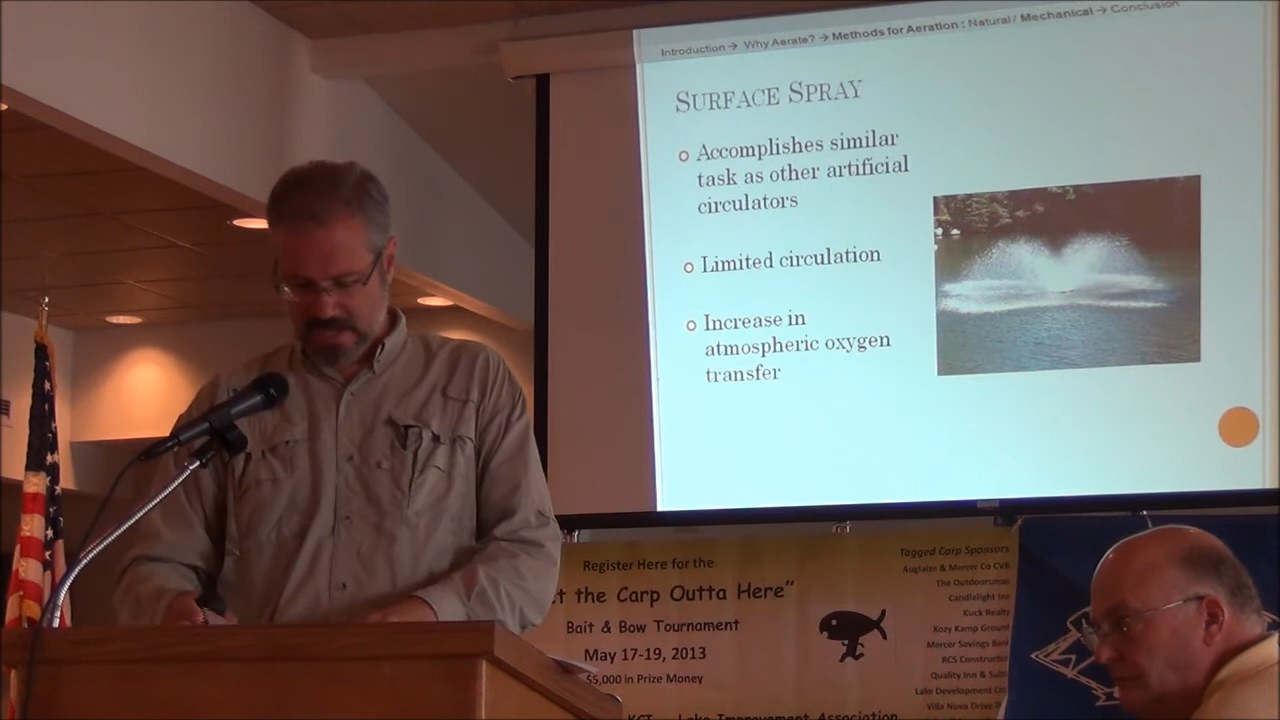 Introduction → Why Aerate? → Methods for Aeration : Natural / Mechanical → Conclusion
SURFACE SPRAY
Accomplishes similar
task as other artificial
circulators
Limited circulation
Increase in
atmospheric oxygen
transfer
Register Here for the
the Carp Outta Here"
Bait & Bow Tournament
May 17-19, 2013
$5,000 in Prize Money
Lake Improvement Association
Tagged Carp Sponsors
Auglaize & Mercer Co CVB
The Outdoorsman
Candlelight Inn
Kuck Realty
Kozy Kamp Ground
Mercer Savings Bank
RCS Construction
Quality Inn &
Lake Development
Villa Nova Drive